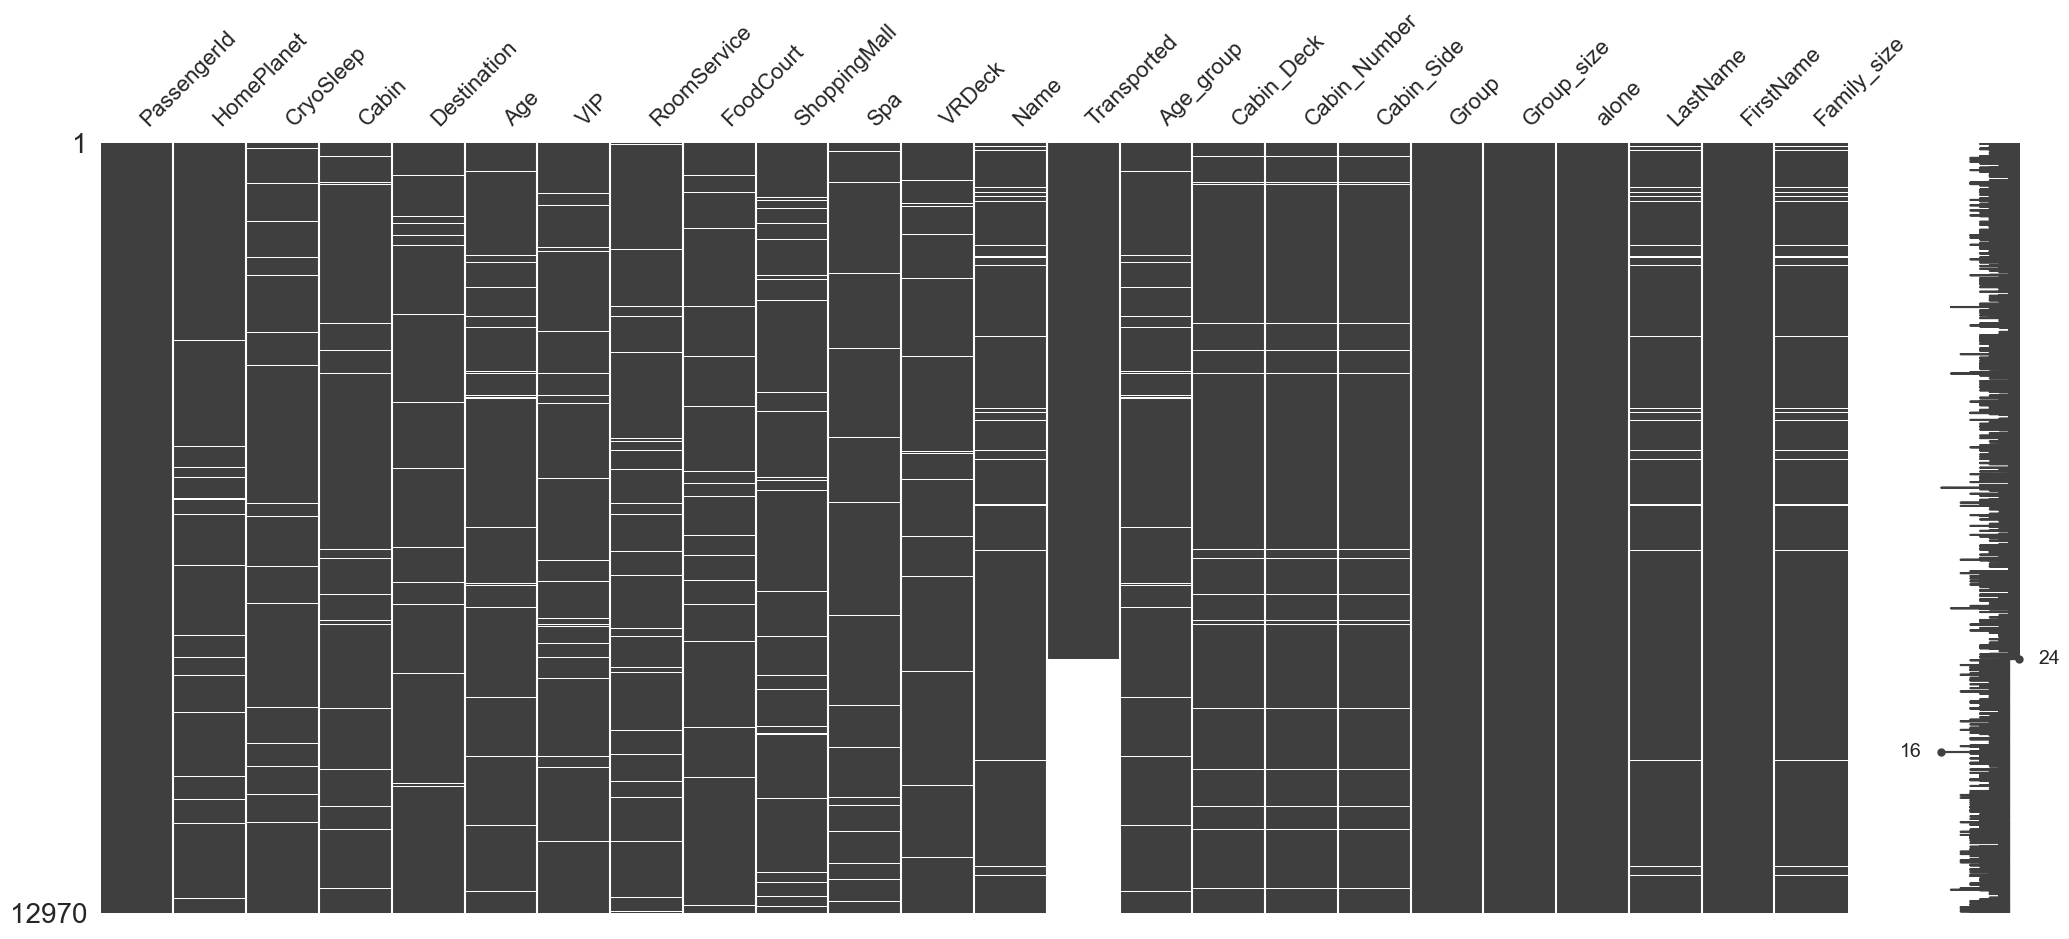 PassengerId
HomePlanet
CryoSleep
Cabin
Destination
Age
VIP
RoomService
FoodCourt
ShoppingMall
Spa
VRDeck
Name
Transported
Age_group
Cabin_Deck
Cabin_Number
Cabin_Side
Group
Group_size
alone
LastName
FirstName
Family_size
1
24
16
12970